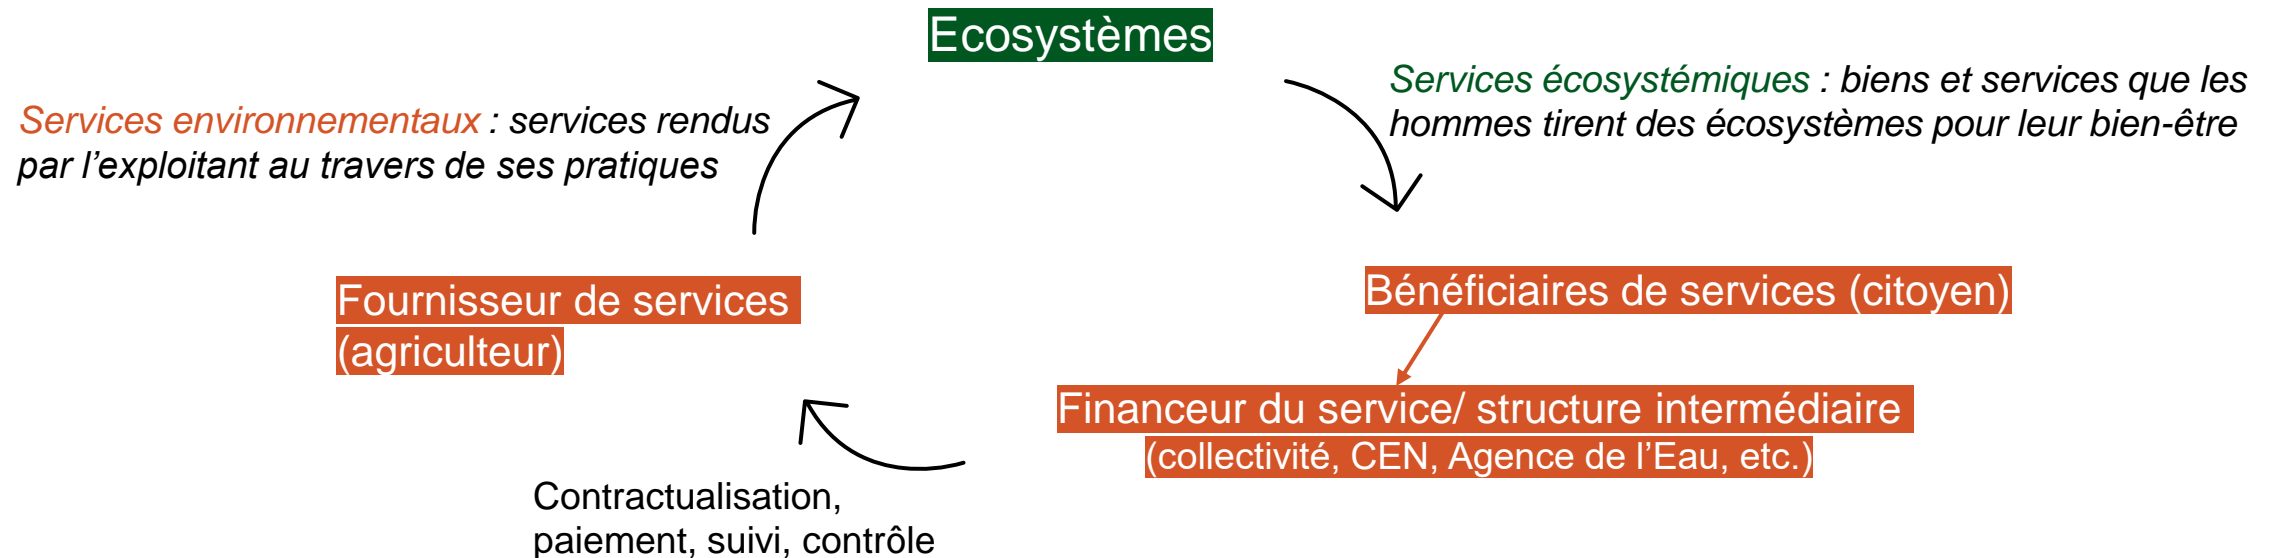 Ecosystèmes
Services environnementaux : services rendus
par l’exploitant au travers de ses pratiques
Services écosystémiques : biens et services que les
hommes tirent des écosystèmes pour leur bien-être
Fournisseur de services
(agriculteur)
Bénéficiaires de services (citoyen)
Financeur du service/ structure intermédiaire
(collectivité, CEN, Agence de l’Eau, etc.)
Contractualisation,
paiement, suivi, contrôle